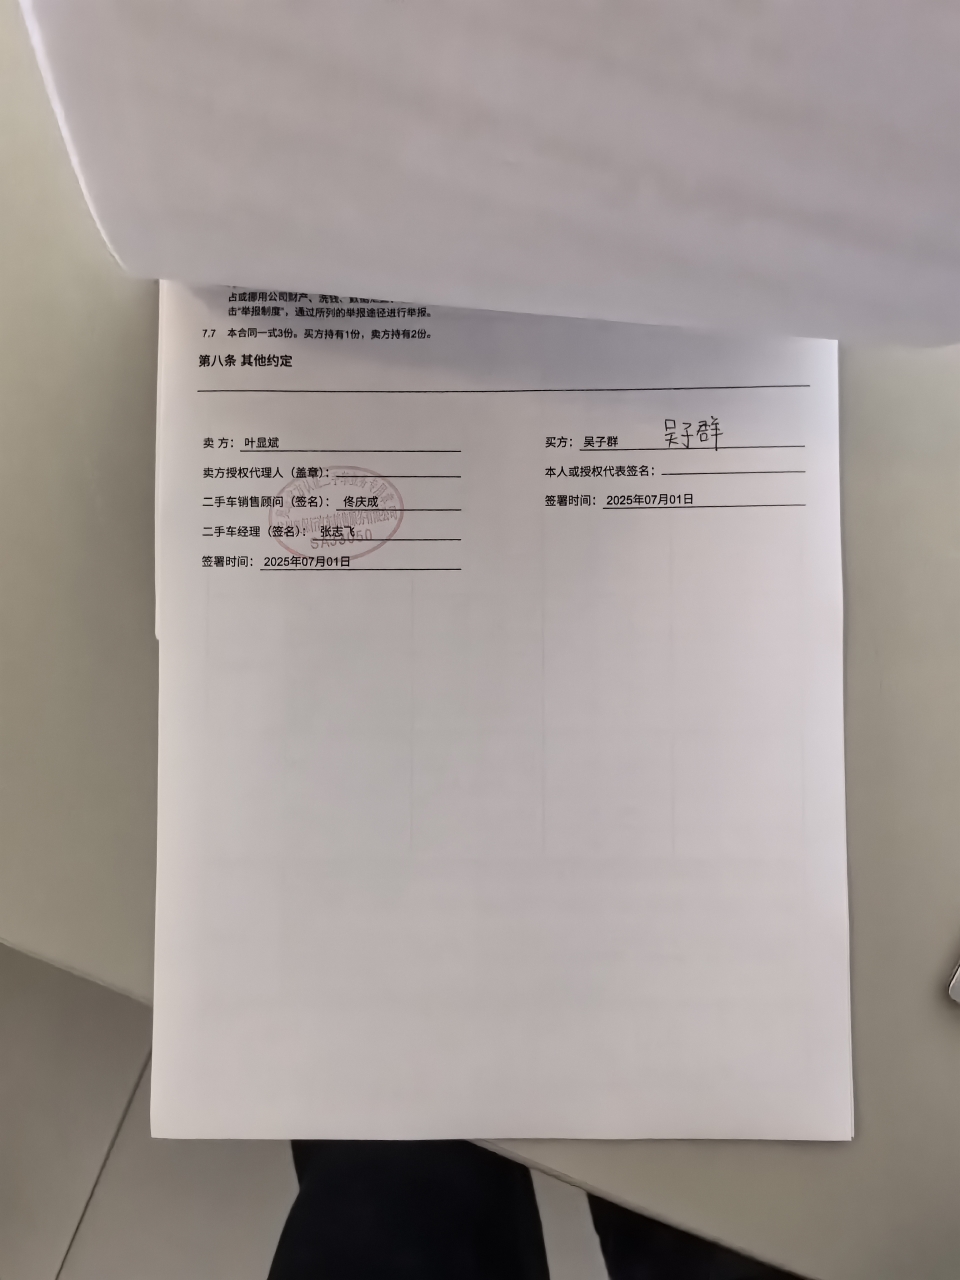 占或挪用公司财产、洗钱、
击“举报制度”，通过所列的举报途径进行举报。
7.7 本合同一式3份。买方持有1份，卖方持有2份。
第八条 其他约定
卖 方： 叶显斌
卖方授权代理人（盖章）：
二手车销售顾问（签名）： 佟庆成
二手车经理（签名）： 张志飞
签署时间： 2025年07月01日
买方： 吴子群 吴子群
本人或授权代表签名：
签署时间： 2025年07月01日